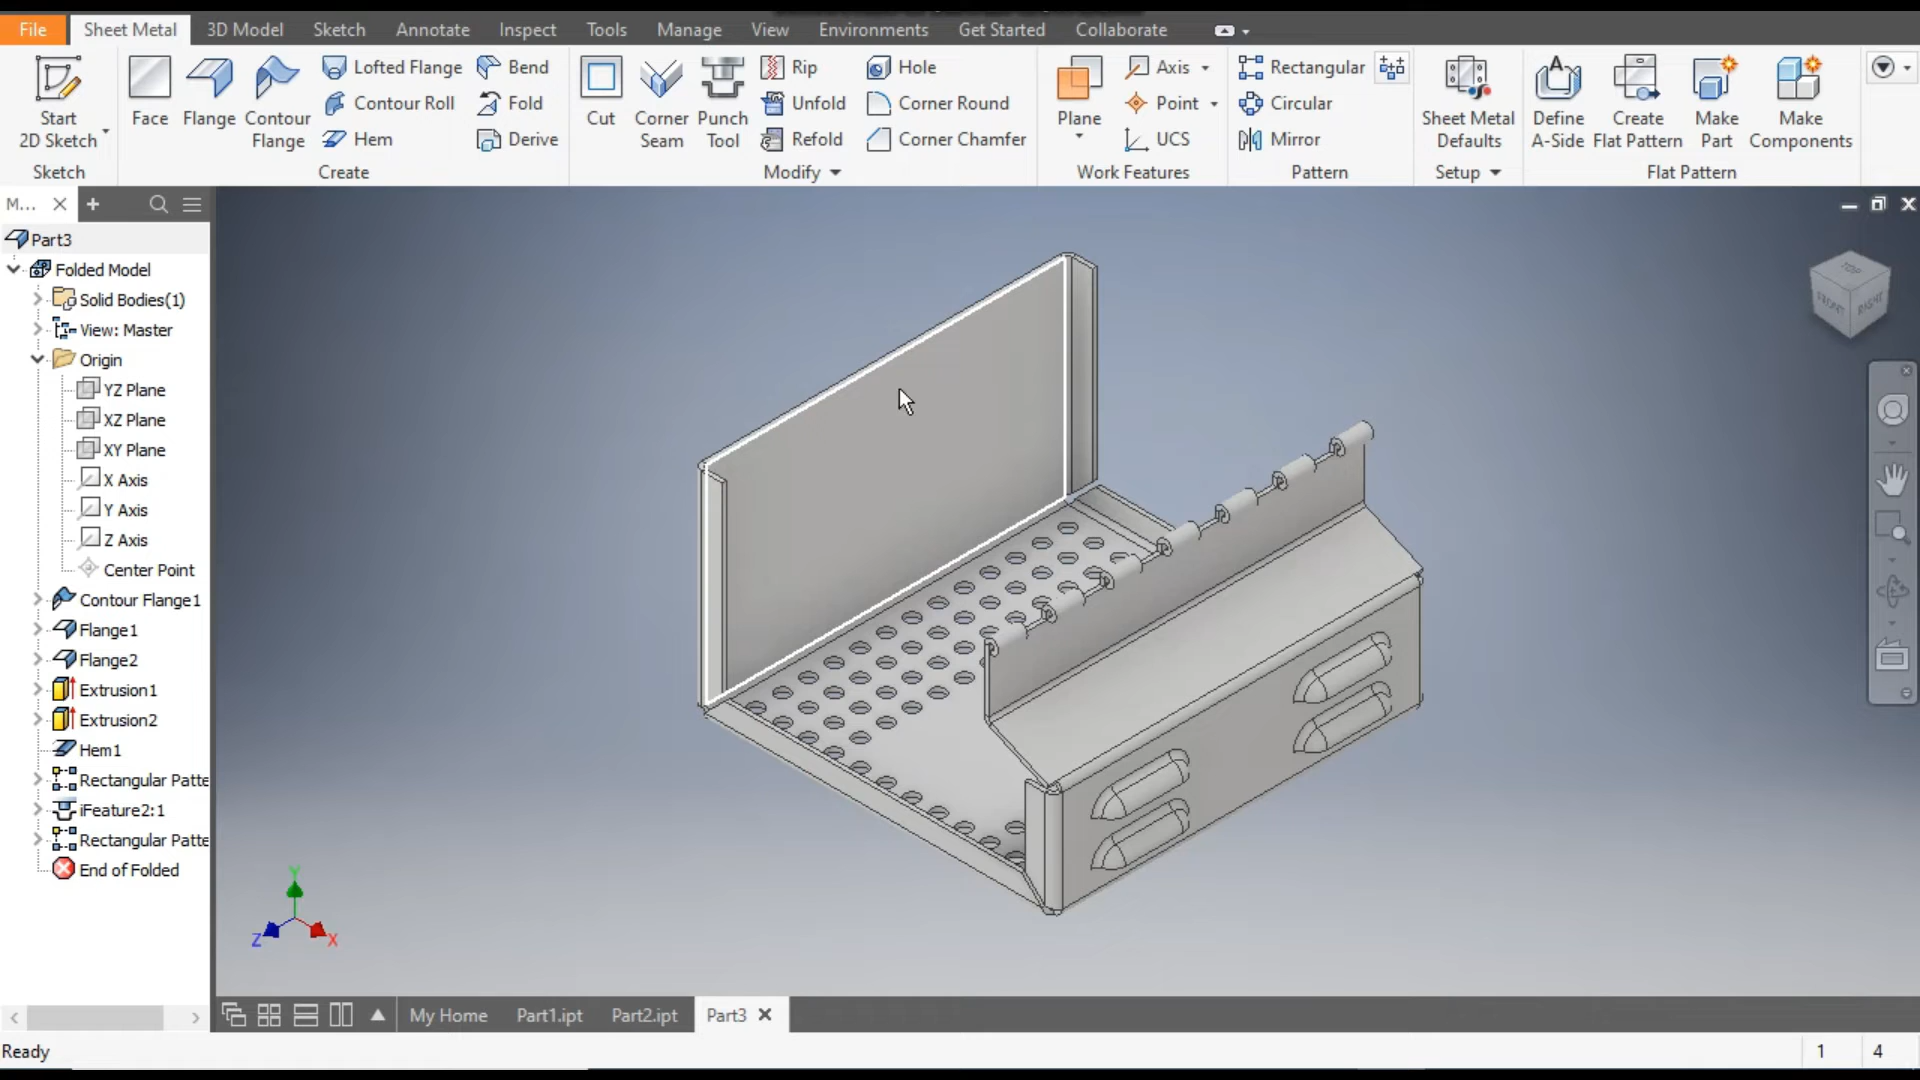 File Sheet Metal 3D Model Sketch Annotate Inspect Tools Manage View Environments Get Started Collaborate
Start
2D Sketch
Face
Flange
Contour
Flange
Lofted Flange
Contour Roll
Hem
Bend
Fold
Derive
Cut
Corner
Seam
Punch
Tool
Rip
Unfold
Refold
Hole
Corner Round
Corner Chamfer
Plane
Axis
Point
UCS
Rectangular
Circular
Mirror
Sheet Metal
Defaults
Define
A-Side
Create
Flat Pattern
Make
Part
Make
Components
Sketch Create Modify Work Features Pattern Setup Flat Pattern
M...
Part3
Folded Model
Solid Bodies(1)
View: Master
Origin
YZ Plane
XZ Plane
XY Plane
X Axis
Y Axis
Z Axis
Center Point
Contour Flange1
Flange1
Flange2
Extrusion1
Extrusion2
Hem1
Rectangular Patte
iFeature2:1
Rectangular Patte
End of Folded
TOP
FRONT
RIGHT
Y
Z
X
My Home Part1.ipt Part2.ipt Part3
Ready
1 4